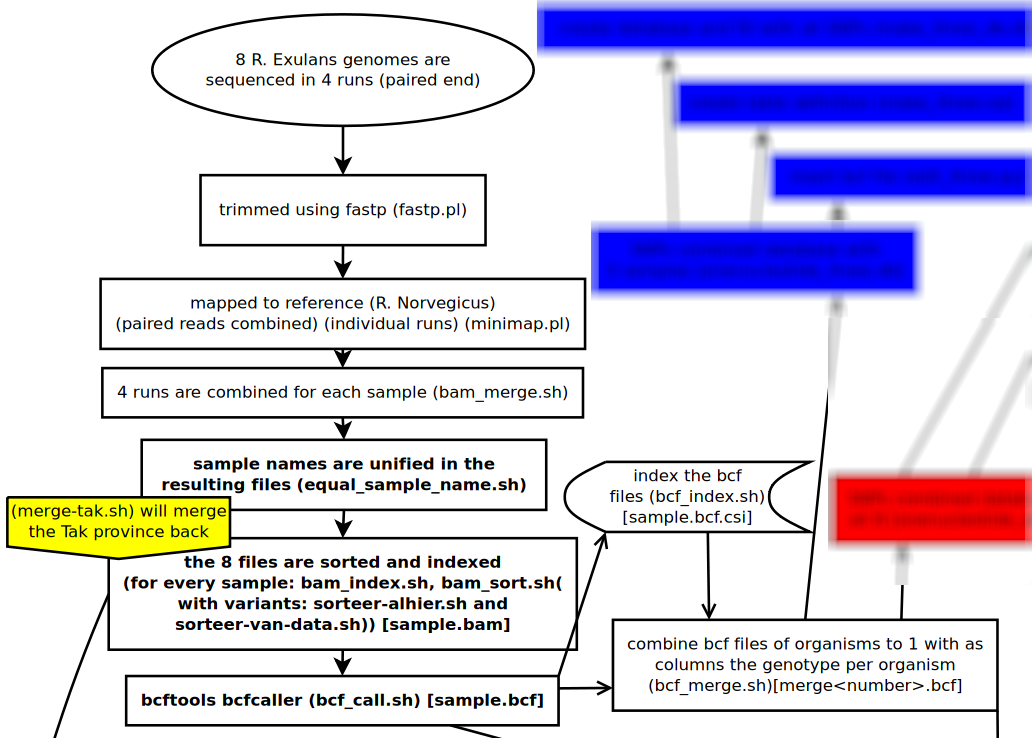 8 R. Exulans genomes are
sequenced in 4 runs (paired end)
trimmed using fastp (fastp.pl)
mapped to reference (R. Norvegicus)
(paired reads combined) (individual runs) (minimap.pl)
4 runs are combined for each sample (bam_merge.sh)
sample names are unified in the
resulting files (equal_sample_name.sh)
(merge-tak.sh) will merge
the Tak province back
the 8 files are sorted and indexed
(for every sample: bam_index.sh, bam_sort.sh(
with variants: sorteer-alhier.sh and
sorteer-van-data.sh)) [sample.bam]
bcftools bcfcaller (bcf_call.sh) [sample.bcf]
index the bcf
files (bcf_index.sh)
[sample.bcf.csi]
combine bcf files of organisms to 1 with as
columns the genotype per organism
(bcf_merge.sh)[merge<number>.bcf]